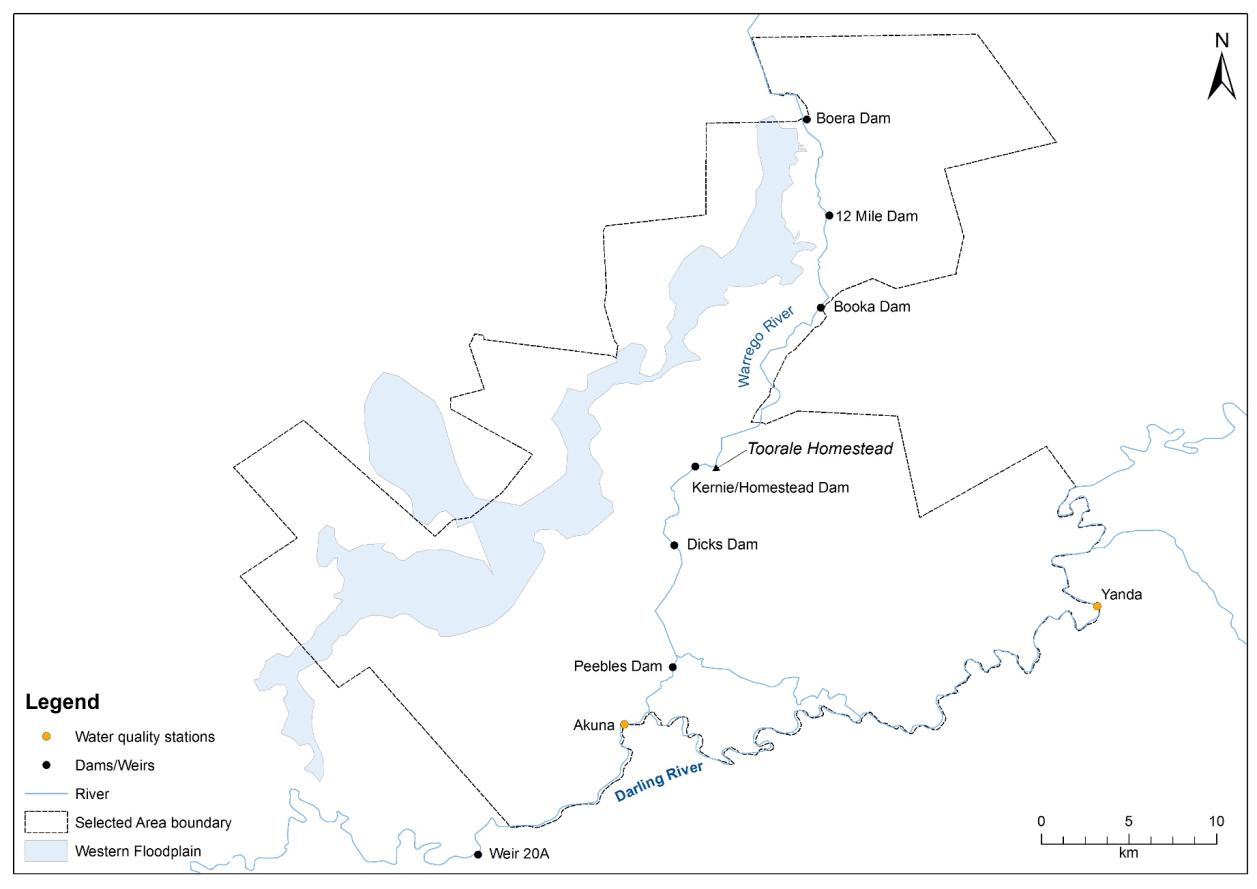 N
Boera Dam
12 Mile Dam
Booka Dam
Warrego River
Toorale Homestead
Kernie/Homestead Dam
Dicks Dam
Yanda
Peebles Dam
Akuna
Darling River
Weir 20A
Legend
Water quality stations
Dams/Weirs
River
Selected Area boundary
Western Floodplain
0 5 10
km